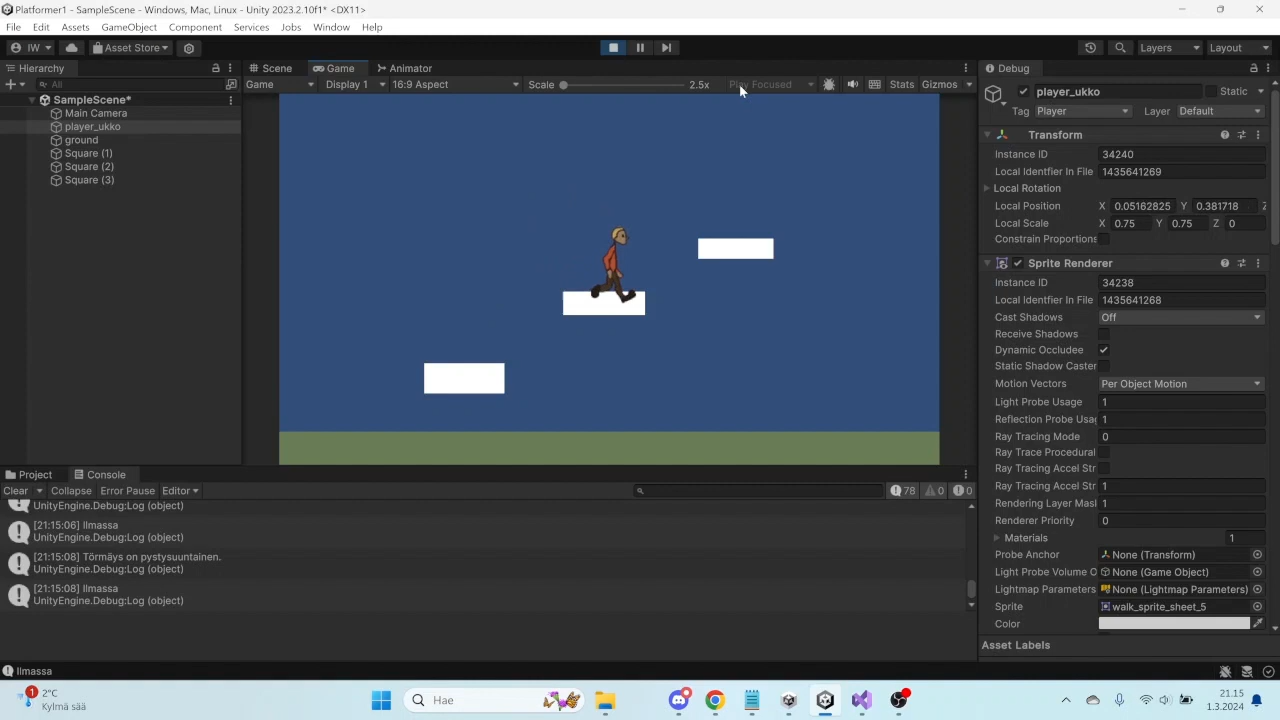 Platformer1 - SampleScene - Windows, Mac, Linux - Unity 2023.2.10f1* <DX11>
File Edit Assets GameObject Component Services Jobs Window Help
IW Asset Store Layers Layout
Hierarchy Scene Game Animator Debug
All Game Display 1 16:9 Aspect Scale 2.5x Play Focused Stats Gizmos
player_ukko Static
SampleScene*
Tag Player Layer Default
Main Camera
player_ukko
ground
Square (1)
Square (2)
Square (3)
Transform
Instance ID 34240
Local Identfier In File 1435641269
Local Rotation
Local Position X 0.05162825 Y 0.381718 Z
Local Scale X 0.75 Y 0.75 Z 0
Constrain Proportions
Sprite Renderer
Instance ID 34238
Local Identfier In File 1435641268
Cast Shadows Off
Receive Shadows
Dynamic Occludee
Static Shadow Caster
Motion Vectors Per Object Motion
Light Probe Usage 1
Reflection Probe Usag 1
Ray Tracing Mode 0
Ray Trace Procedural
Ray Tracing Accel Str
Ray Tracing Accel Str 1
Rendering Layer Mask 1
Renderer Priority 0
Materials 1
Probe Anchor None (Transform)
Light Probe Volume O None (Game Object)
Lightmap Parameters None (Lightmap Parameters)
Sprite walk_sprite_sheet_5
Color
Asset Labels
Project Console
Clear Collapse Error Pause Editor 78 0 0
UnityEngine.Debug:Log (object)
[21:15:06] Ilmassa
UnityEngine.Debug:Log (object)
[21:15:08] Törmäys on pystysuuntainen.
UnityEngine.Debug:Log (object)
[21:15:08] Ilmassa
UnityEngine.Debug:Log (object)
Ilmassa
1
2°C
Kylmä sää
Hae
21.15
1.3.2024